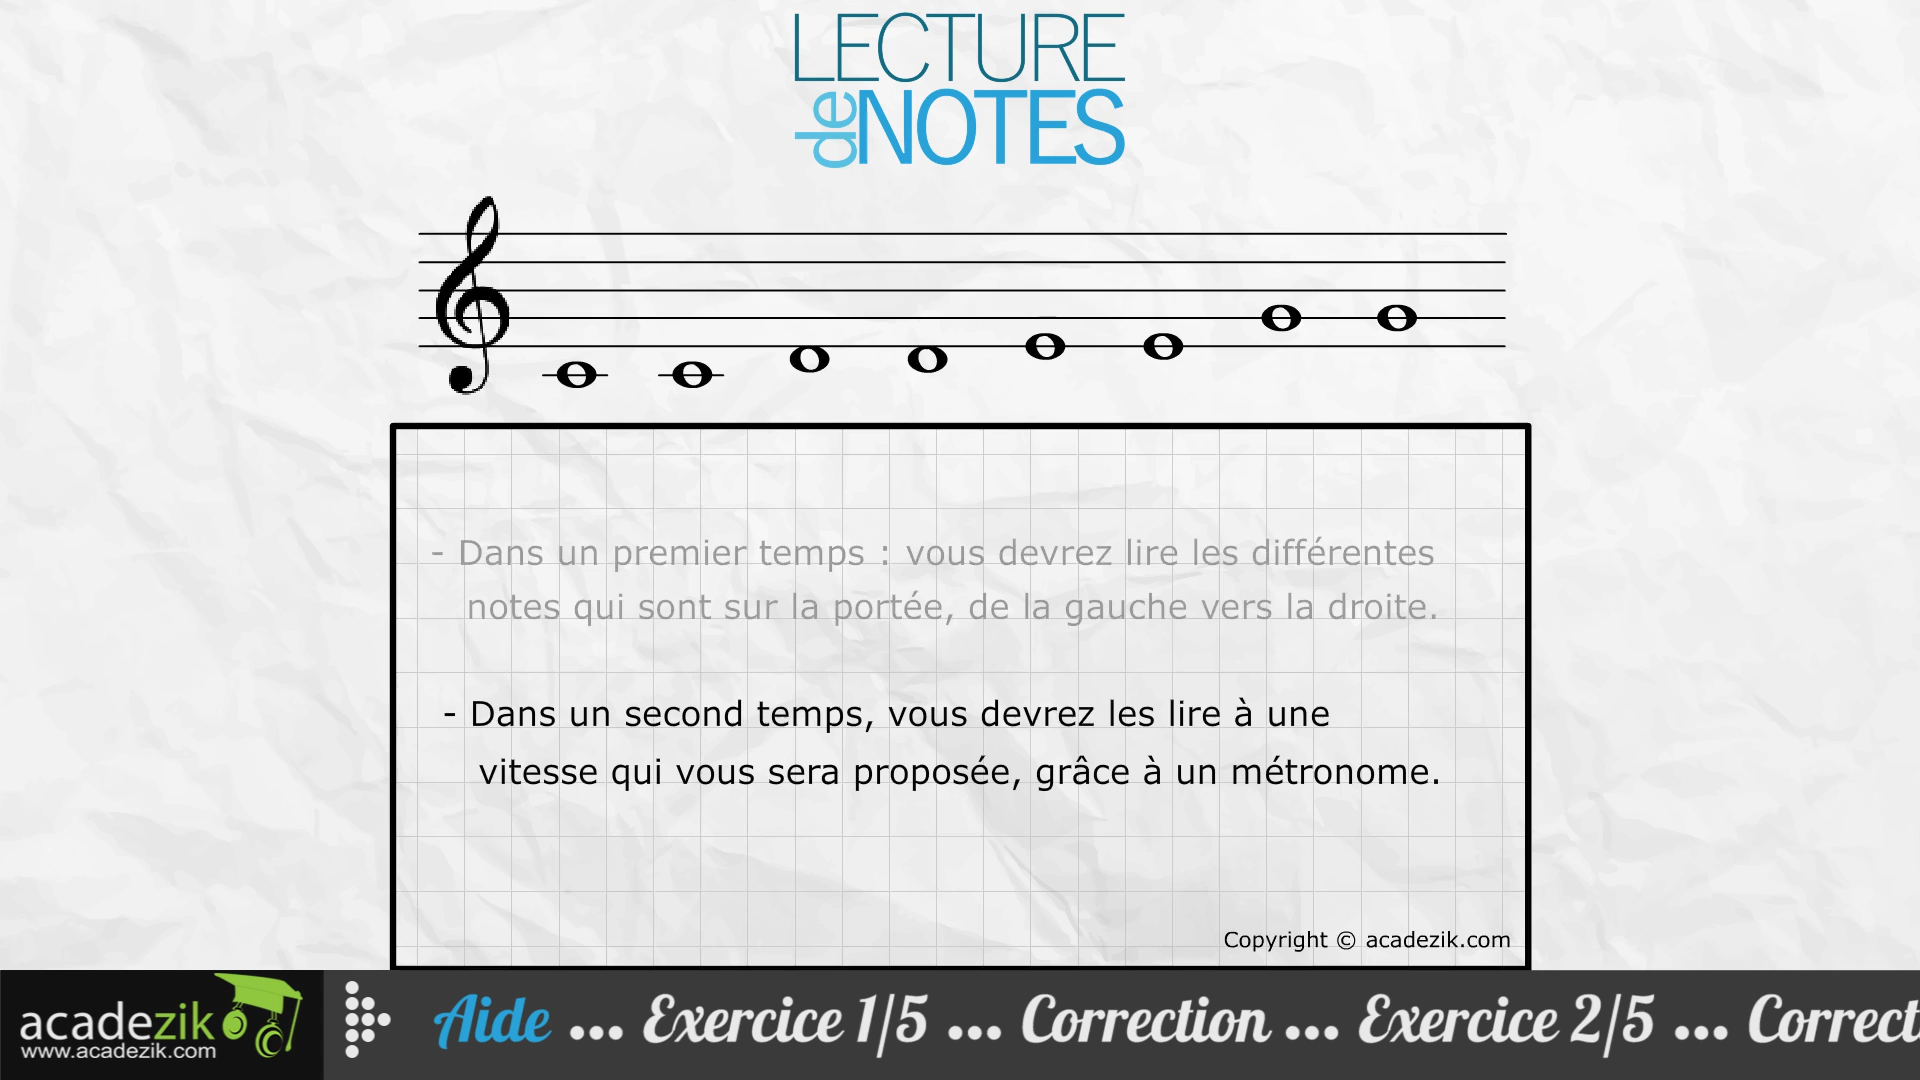 LECTURE
de NOTES
- Dans un premier temps : vous devrez lire les différentes
notes qui sont sur la portée, de la gauche vers la droite.
- Dans un second temps, vous devrez les lire à une
vitesse qui vous sera proposée, grâce à un métronome.
Copyright © acadezik.com
acadezik
www.acadezik.com
Aide ... Exercice 1/5 ... Correction ... Exercice 2/5 ... Correct